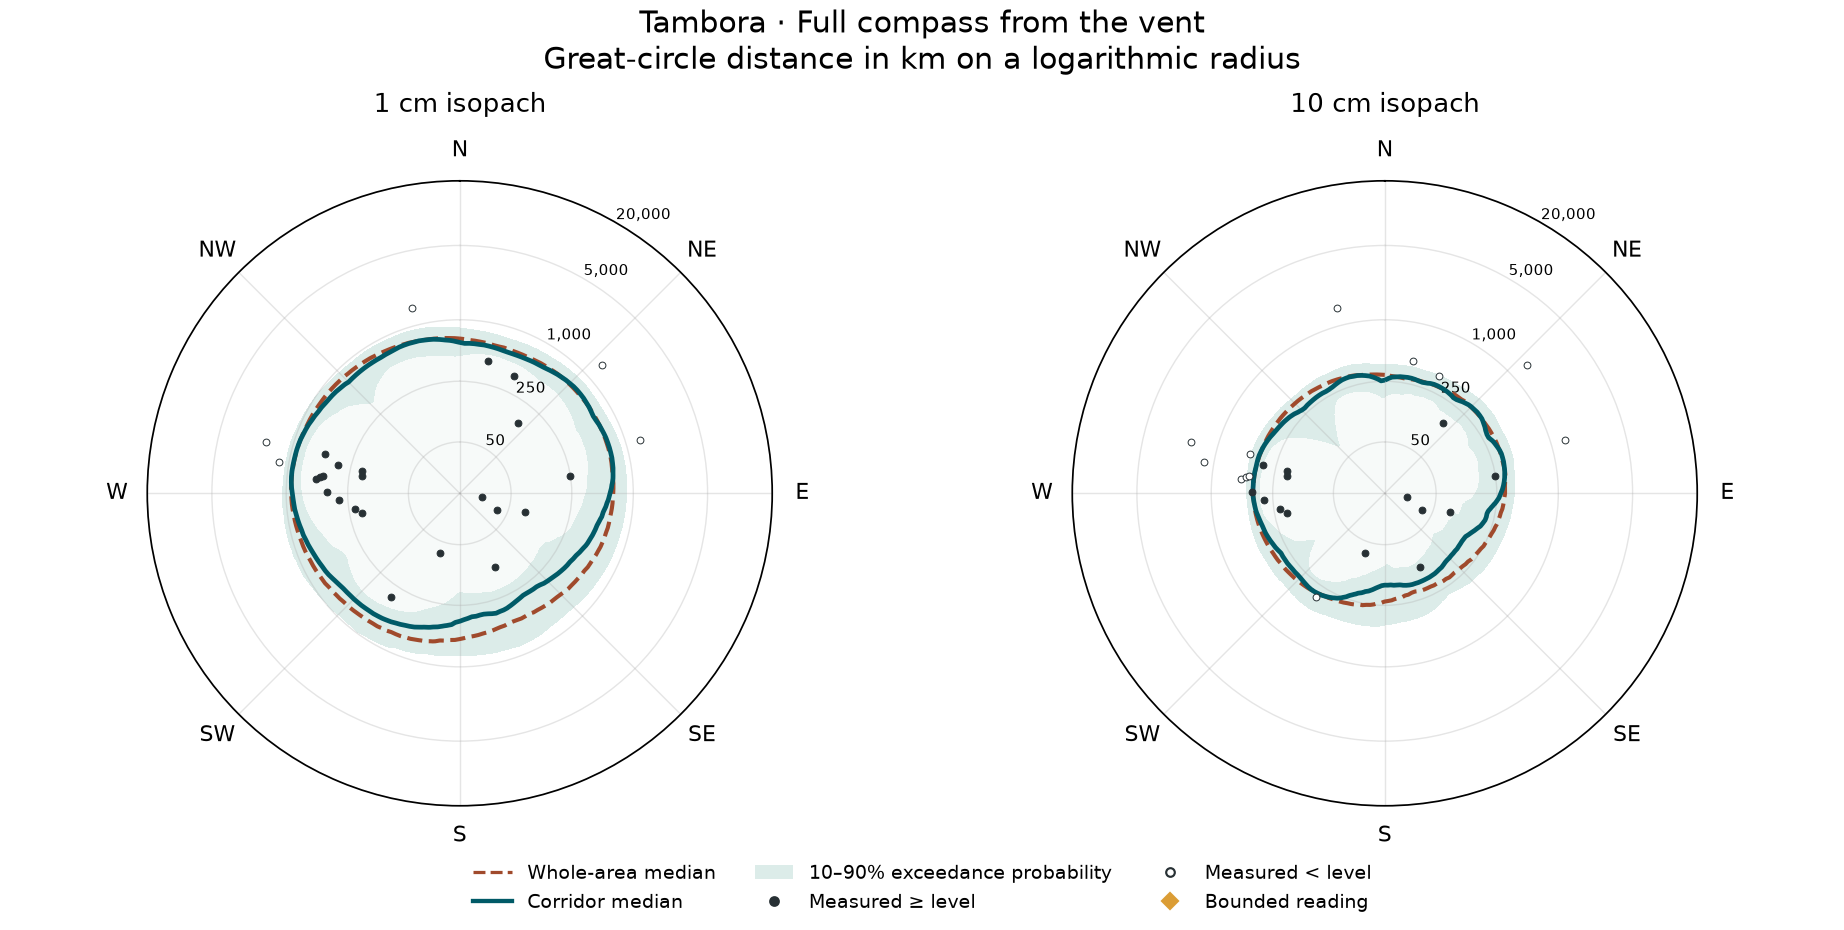 Tambora · Full compass from the vent
Great-circle distance in km on a logarithmic radius
1 cm isopach
N
NE
E
SE
S
SW
W
NW
50
250
1,000
5,000
20,000
10 cm isopach
N
NE
E
SE
S
SW
W
NW
50
250
1,000
5,000
20,000
Whole-area median
Corridor median
10–90% exceedance probability
Measured ≥ level
Measured < level
Bounded reading